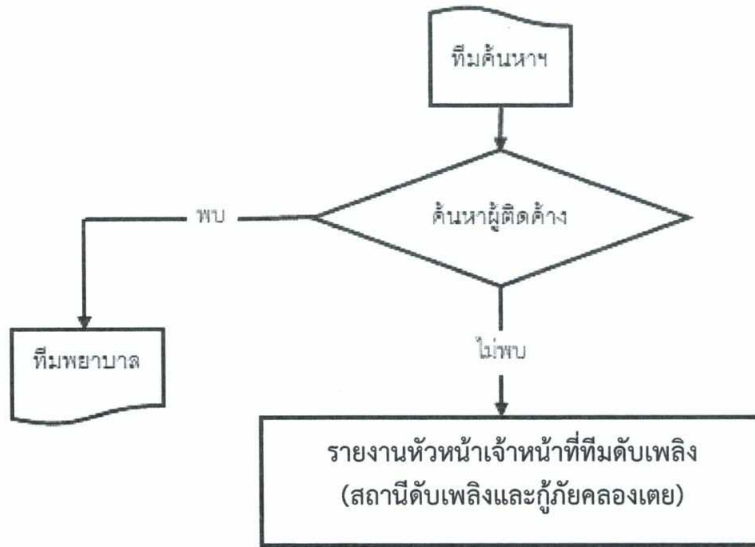 ทีมค้นหาฯ
ค้นหาผู้ติดค้าง
พบ
ทีมพยาบาล
ไม่พบ
รายงานหัวหน้าเจ้าหน้าที่ทีมดับเพลิง
(สถานีดับเพลิงและกู้ภัยคลองเตย)